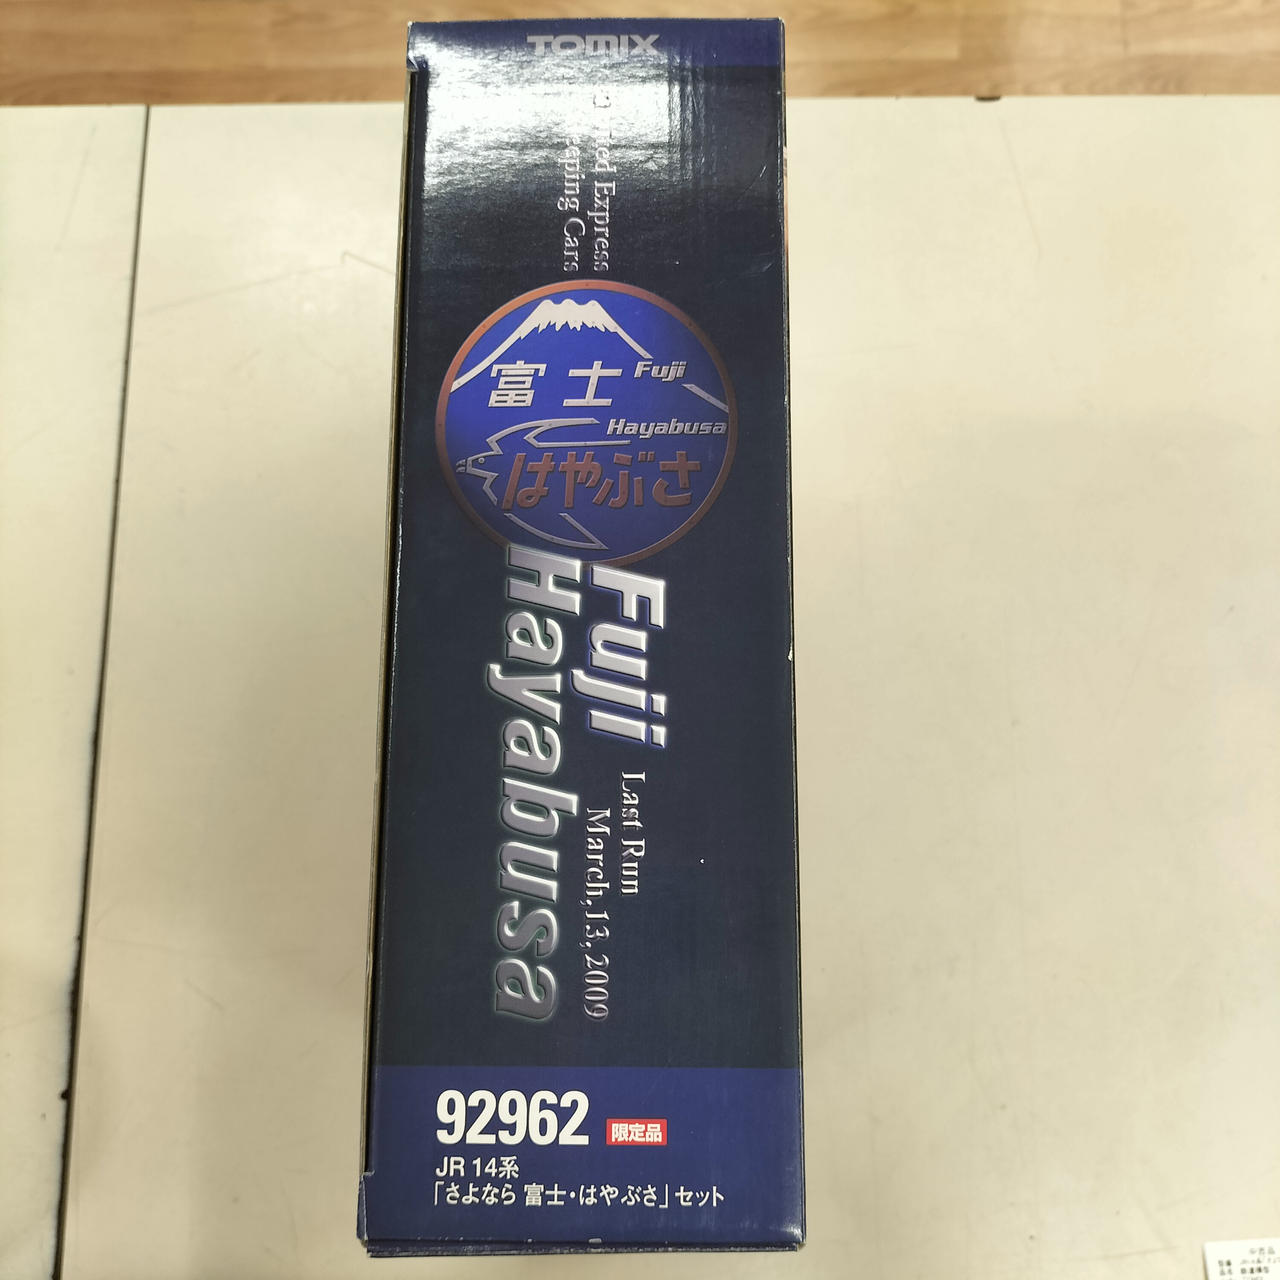 TOMIX
Express
Cars
富士 Fuji
Hayabusa
はやぶさ
Fuji
Hayabusa
Last Run
March,13,2009
92962 限定品
JR 14系
「さよなら 富士・はやぶさ」セット